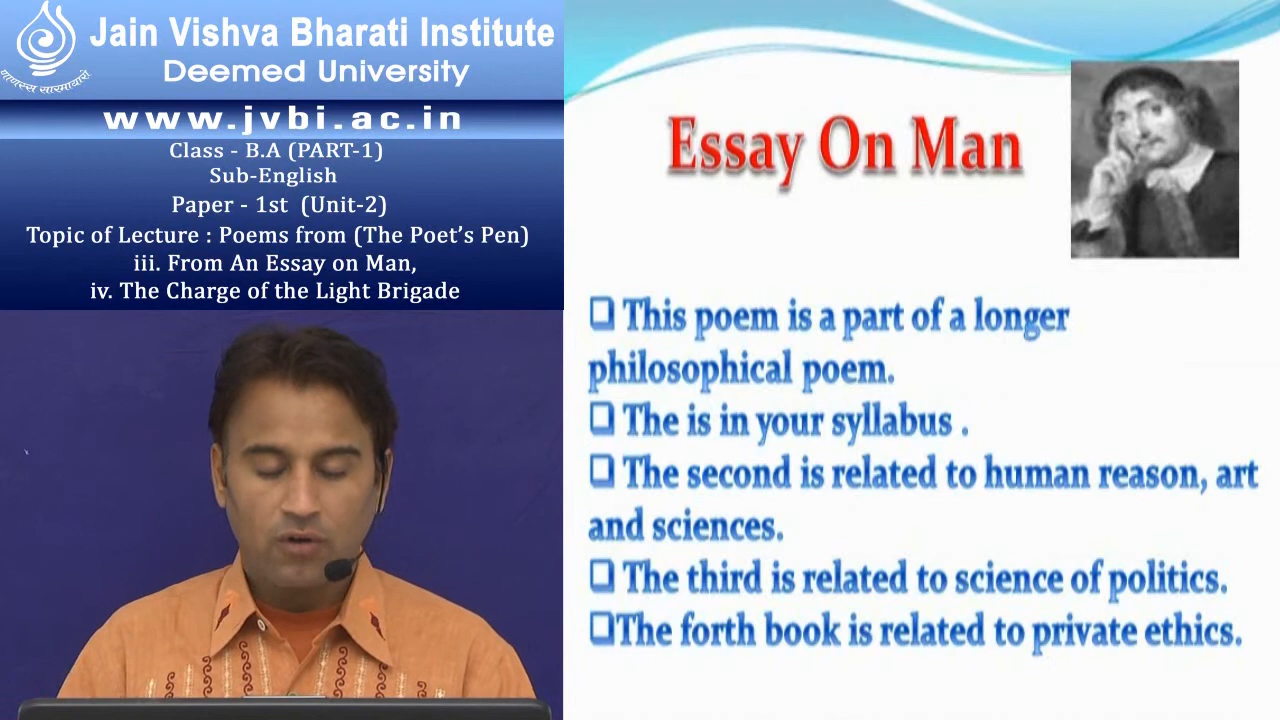 Jain Vishva Bharati Institute
Deemed University
णाणस्स सारमायारो
www.jvbi.ac.in
Class - B.A (PART-1)
Sub-English
Paper - 1st (Unit-2)
Topic of Lecture : Poems from (The Poet's Pen)
iii. From An Essay on Man,
iv. The Charge of the Light Brigade
Essay On Man
❑ This poem is a part of a longer
philosophical poem.
❑ The is in your syllabus .
❑ The second is related to human reason, art
and sciences.
❑ The third is related to science of politics.
❑The forth book is related to private ethics.